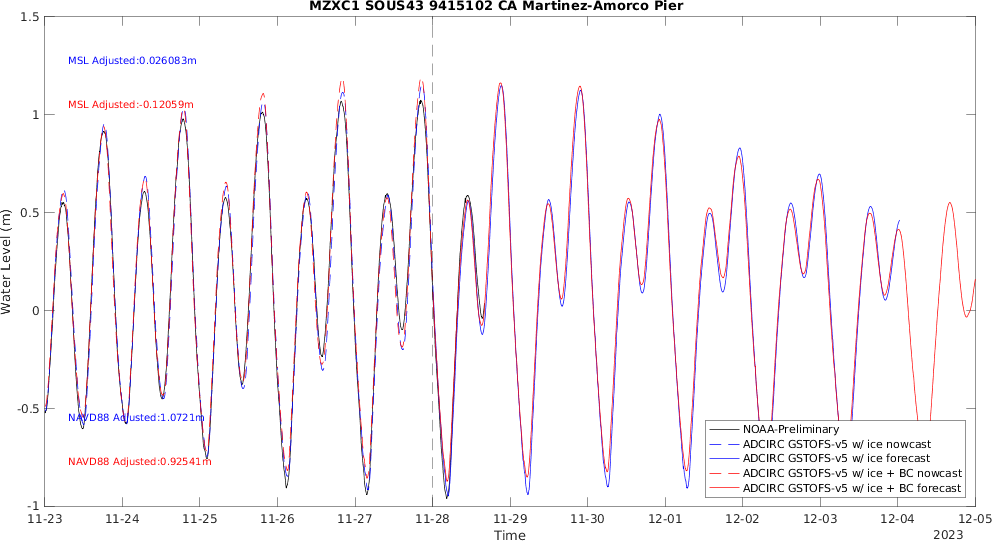 MZXC1 SOUS43 9415102 CA Martinez-Amorco Pier
1.5
MSL Adjusted:0.026083m
MSL Adjusted:-0.12059m
1
0.5
Water Level (m)
0
-0.5
NAVD88 Adjusted:1.0721m
NAVD88 Adjusted:0.92541m
-1
NOAA-Preliminary
ADCIRC GSTOFS-v5 w/ ice nowcast
ADCIRC GSTOFS-v5 w/ ice forecast
ADCIRC GSTOFS-v5 w/ ice + BC nowcast
ADCIRC GSTOFS-v5 w/ ice + BC forecast
11-23 11-24 11-25 11-26 11-27 11-28 11-29 11-30 12-01 12-02 12-03 12-04 12-05
Time
2023